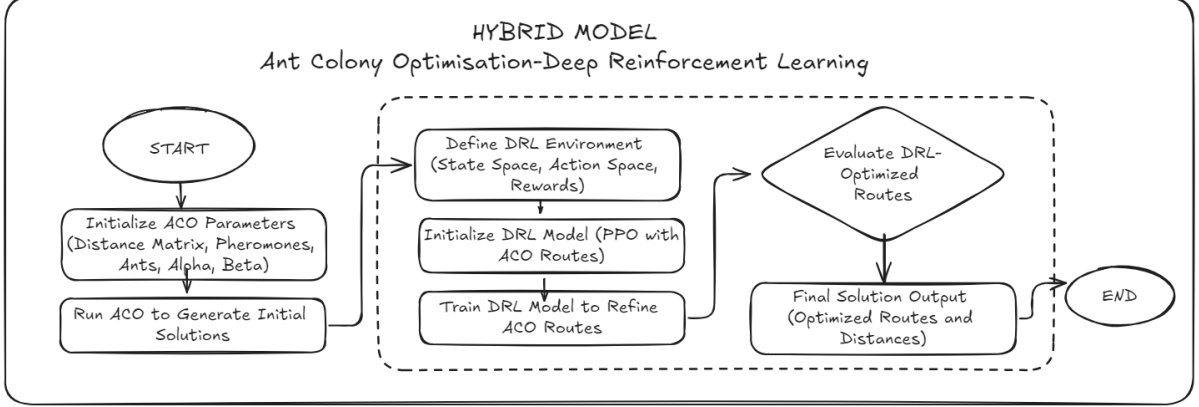 HYBRID MODEL
Ant Colony Optimisation-Deep Reinforcement Learning
START
Initialize ACO Parameters
(Distance Matrix, Pheromones,
Ants, Alpha, Beta)
Run ACO to Generate Initial
Solutions
Define DRL Environment
(State Space, Action Space,
Rewards)
Initialize DRL Model (PPO with
ACO Routes)
Train DRL Model to Refine
ACO Routes
Evaluate DRL-
Optimized
Routes
Final Solution Output
(Optimized Routes and
Distances)
END